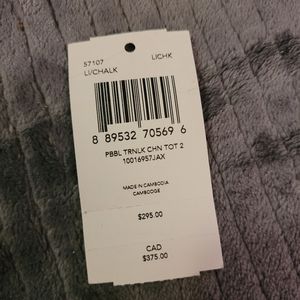 57107 LICHK
LI/CHALK
8 89532 70569 6
PBBL TRNLK CHN TOT 2
10016957JAX
MADE IN CAMBODIA
CAMBODGE
$295.00
CAD
$375.00